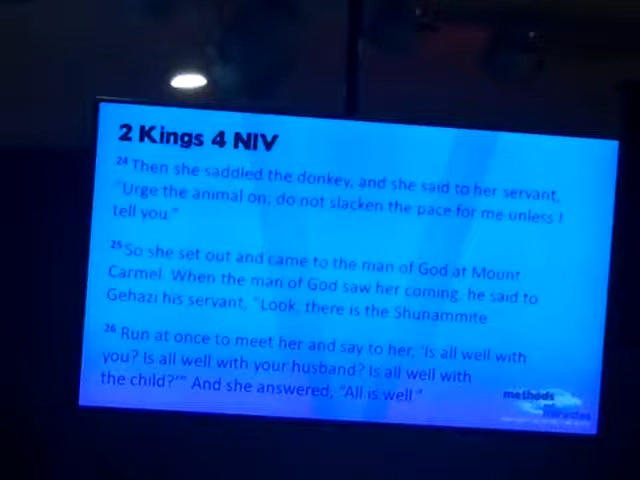 2 Kings 4 NIV
24 Then she saddled the donkey, and she said to her servant,
"Urge the animal on; do not slacken the pace for me unless I
tell you."
25 So she set out and came to the man of God at Mount
Carmel. When the man of God saw her coming, he said to
Gehazi his servant, "Look, there is the Shunammite
26 Run at once to meet her and say to her, 'Is all well with
you? Is all well with your husband? Is all well with
the child?'" And she answered, "All is well."
methods
miracles